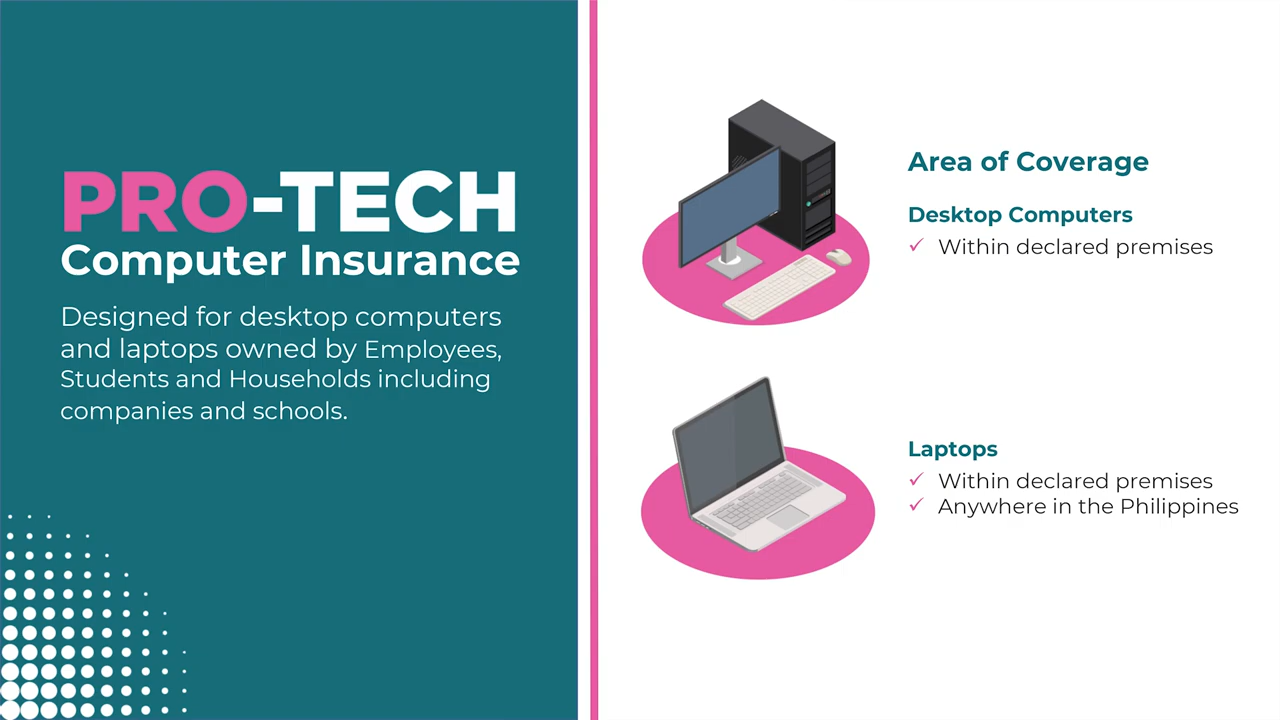 PRO-TECH
Computer Insurance
Designed for desktop computers
and laptops owned by Employees,
Students and Households including
companies and schools.
Area of Coverage
Desktop Computers
✓ Within declared premises
Laptops
✓ Within declared premises
✓ Anywhere in the Philippines